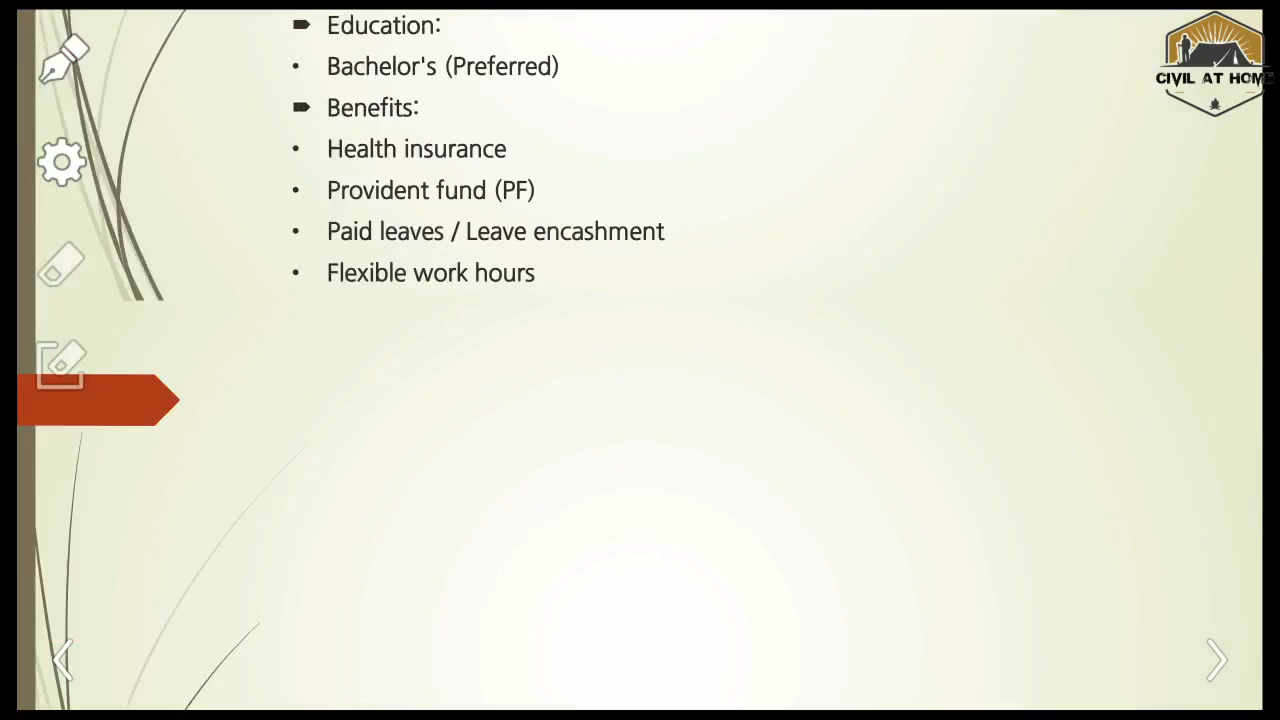 Education:
• Bachelor's (Preferred)
Benefits:
• Health insurance
• Provident fund (PF)
• Paid leaves / Leave encashment
• Flexible work hours
CIVIL AT HOME